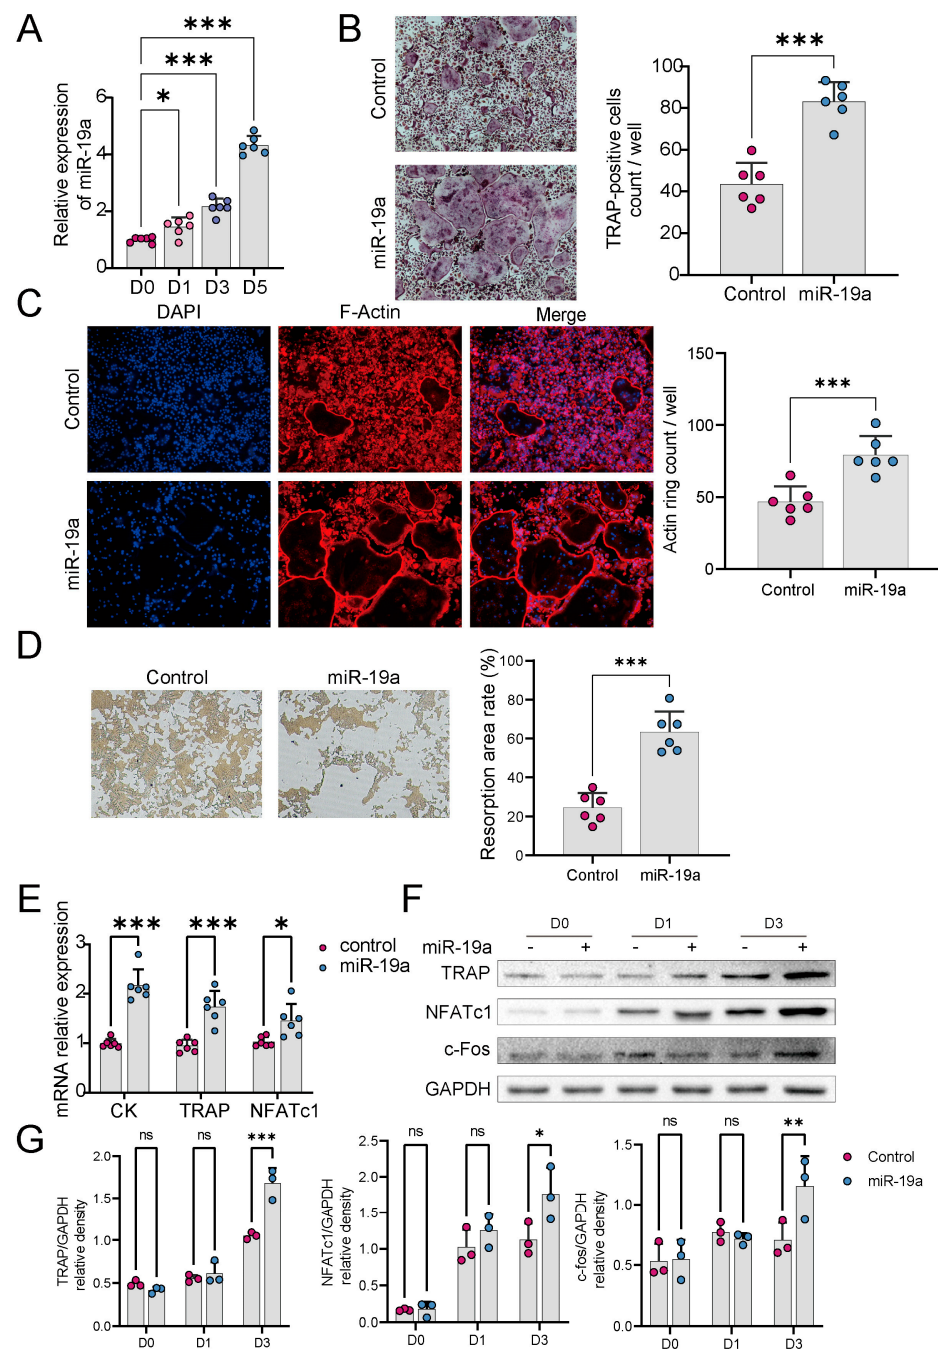 A
***
***
*
Relative expression
of miR-19a
6
4
2
0
D0 D1 D3 D5
B
Control
miR-19a
***
TRAP-positive cells
count / well
100
80
60
40
20
0
Control miR-19a
C
DAPI F-Actin Merge
Control
miR-19a
***
Actin ring count / well
150
100
50
0
Control miR-19a
D
Control miR-19a
***
Resorption area rate (%)
100
80
60
40
20
0
Control miR-19a
E
*** *** *
mRNA relative expression
3
2
1
0
CK TRAP NFATc1
control
miR-19a
F
D0 D1 D3
miR-19a - + - + - +
TRAP
NFATc1
c-Fos
GAPDH
G
ns ns ***
TRAP/GAPDH
relative density
2.0
1.5
1.0
0.5
0.0
D0 D1 D3
ns ns *
NFATc1/GAPDH
relative density
2.5
2.0
1.5
1.0
0.5
0.0
D0 D1 D3
ns ns **
c-fos/GAPDH
relative density
1.5
1.0
0.5
0.0
D0 D1 D3
Control
miR-19a